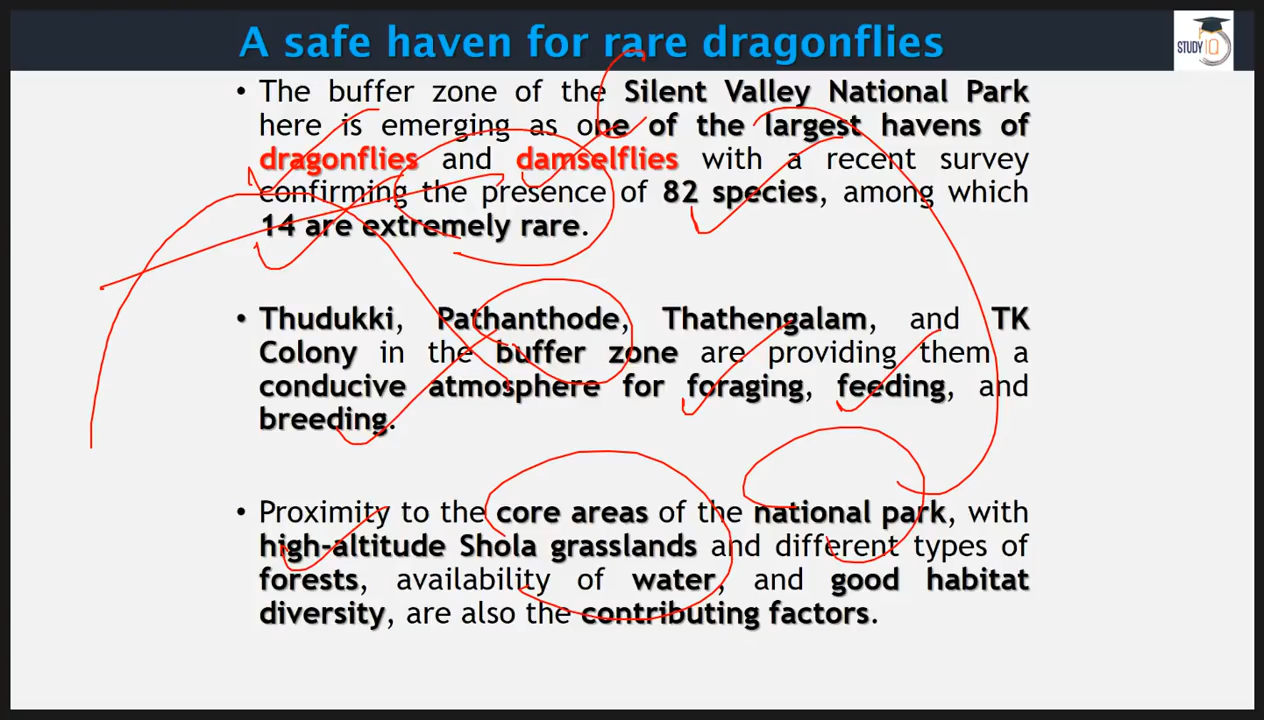 A safe haven for rare dragonflies
STUDY IQ
• The buffer zone of the Silent Valley National Park
here is emerging as one of the largest havens of
dragonflies and damselflies with a recent survey
confirming the presence of 82 species, among which
14 are extremely rare.
• Thudukki, Pathanthode, Thathengalam, and TK
Colony in the buffer zone are providing them a
conducive atmosphere for foraging, feeding, and
breeding.
• Proximity to the core areas of the national park, with
high-altitude Shola grasslands and different types of
forests, availability of water, and good habitat
diversity, are also the contributing factors.